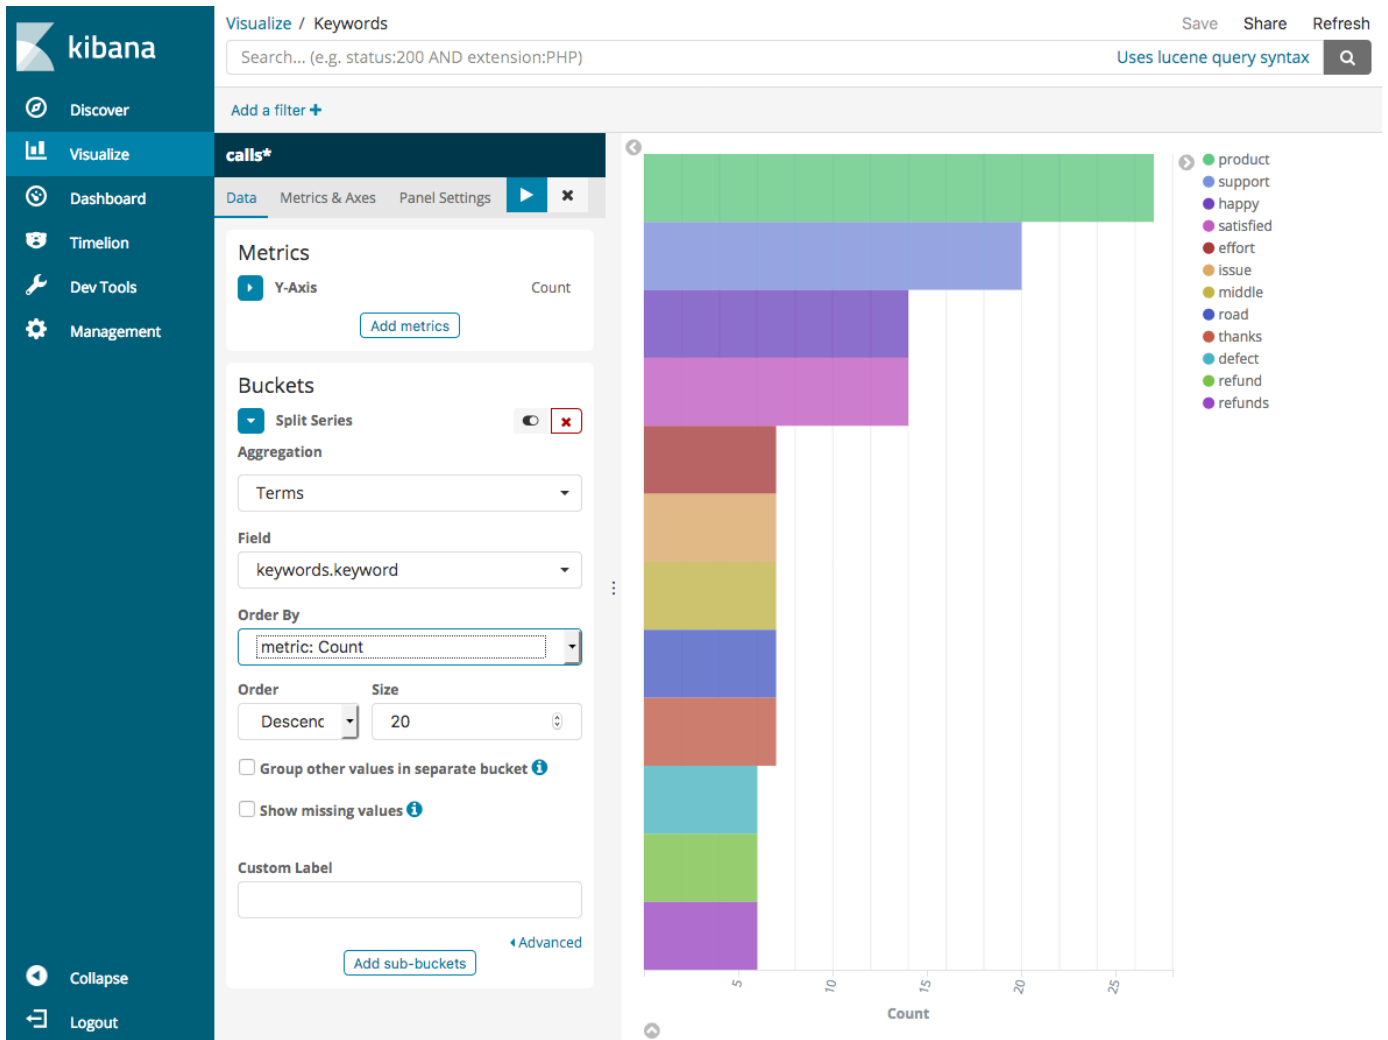 kibana
Discover
Visualize
Dashboard
Timelion
Dev Tools
Management
Collapse
Logout
Visualize / Keywords
Save Share Refresh
Search... (e.g. status:200 AND extension:PHP) Uses lucene query syntax
Add a filter +
calls*
Data Metrics & Axes Panel Settings
Metrics
Y-Axis Count
Add metrics
Buckets
Split Series
Aggregation
Terms
Field
keywords.keyword
Order By
metric: Count
Order Size
Descenc 20
Group other values in separate bucket
Show missing values
Custom Label
Advanced
Add sub-buckets
5 10 15 20 25
Count
product
support
happy
satisfied
effort
issue
middle
road
thanks
defect
refund
refunds